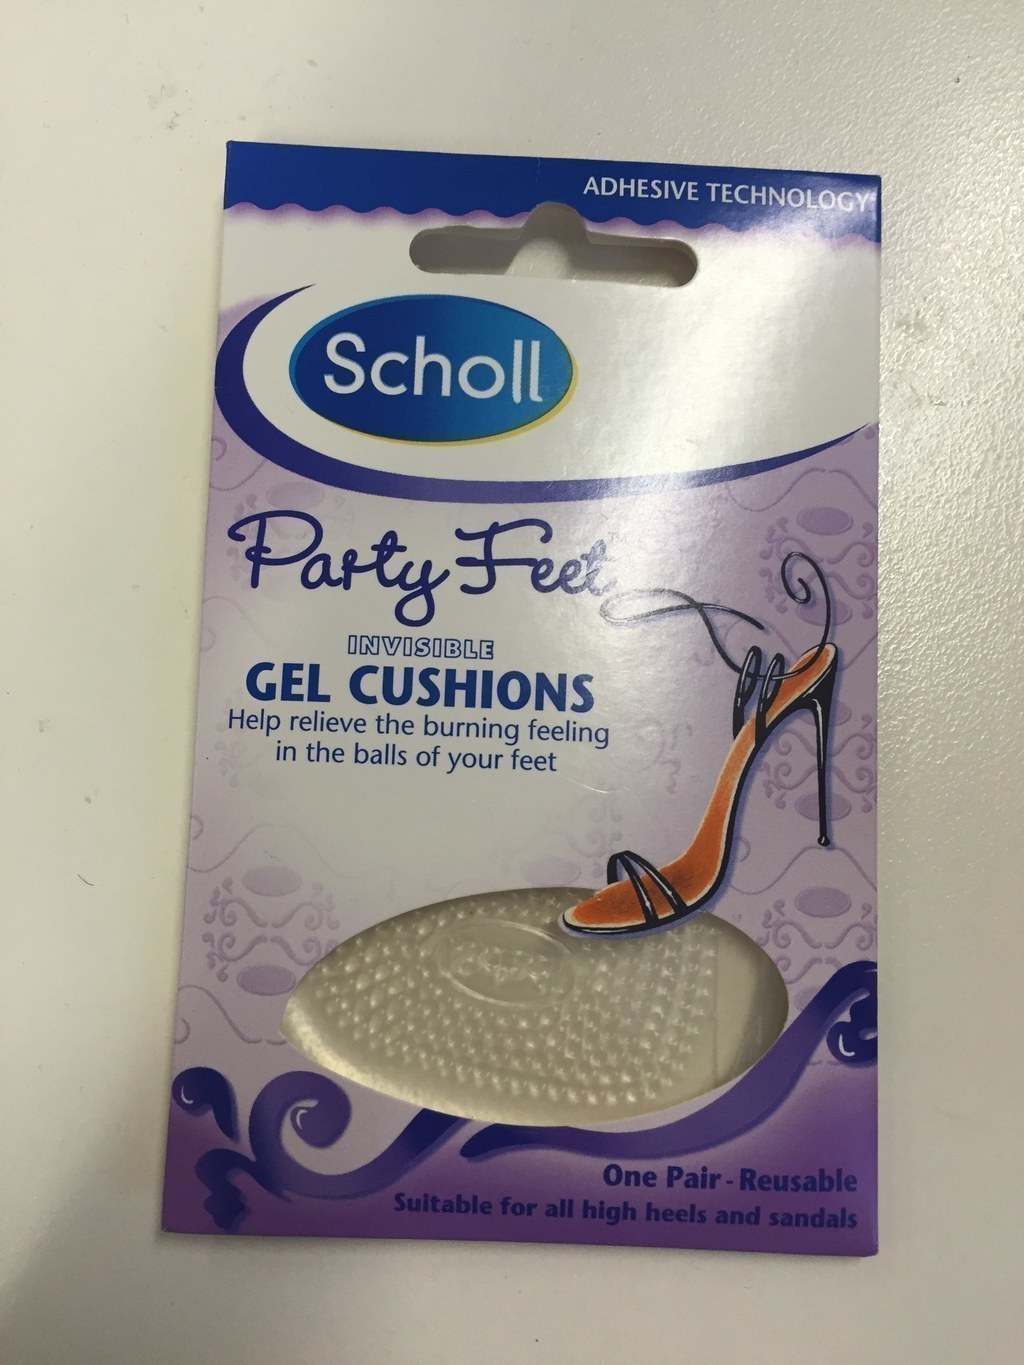 ADHESIVE TECHNOLOGY
Scholl
Party Feet™
INVISIBLE
GEL CUSHIONS
Help relieve the burning feeling
in the balls of your feet
One Pair - Reusable
Suitable for all high heels and sandals